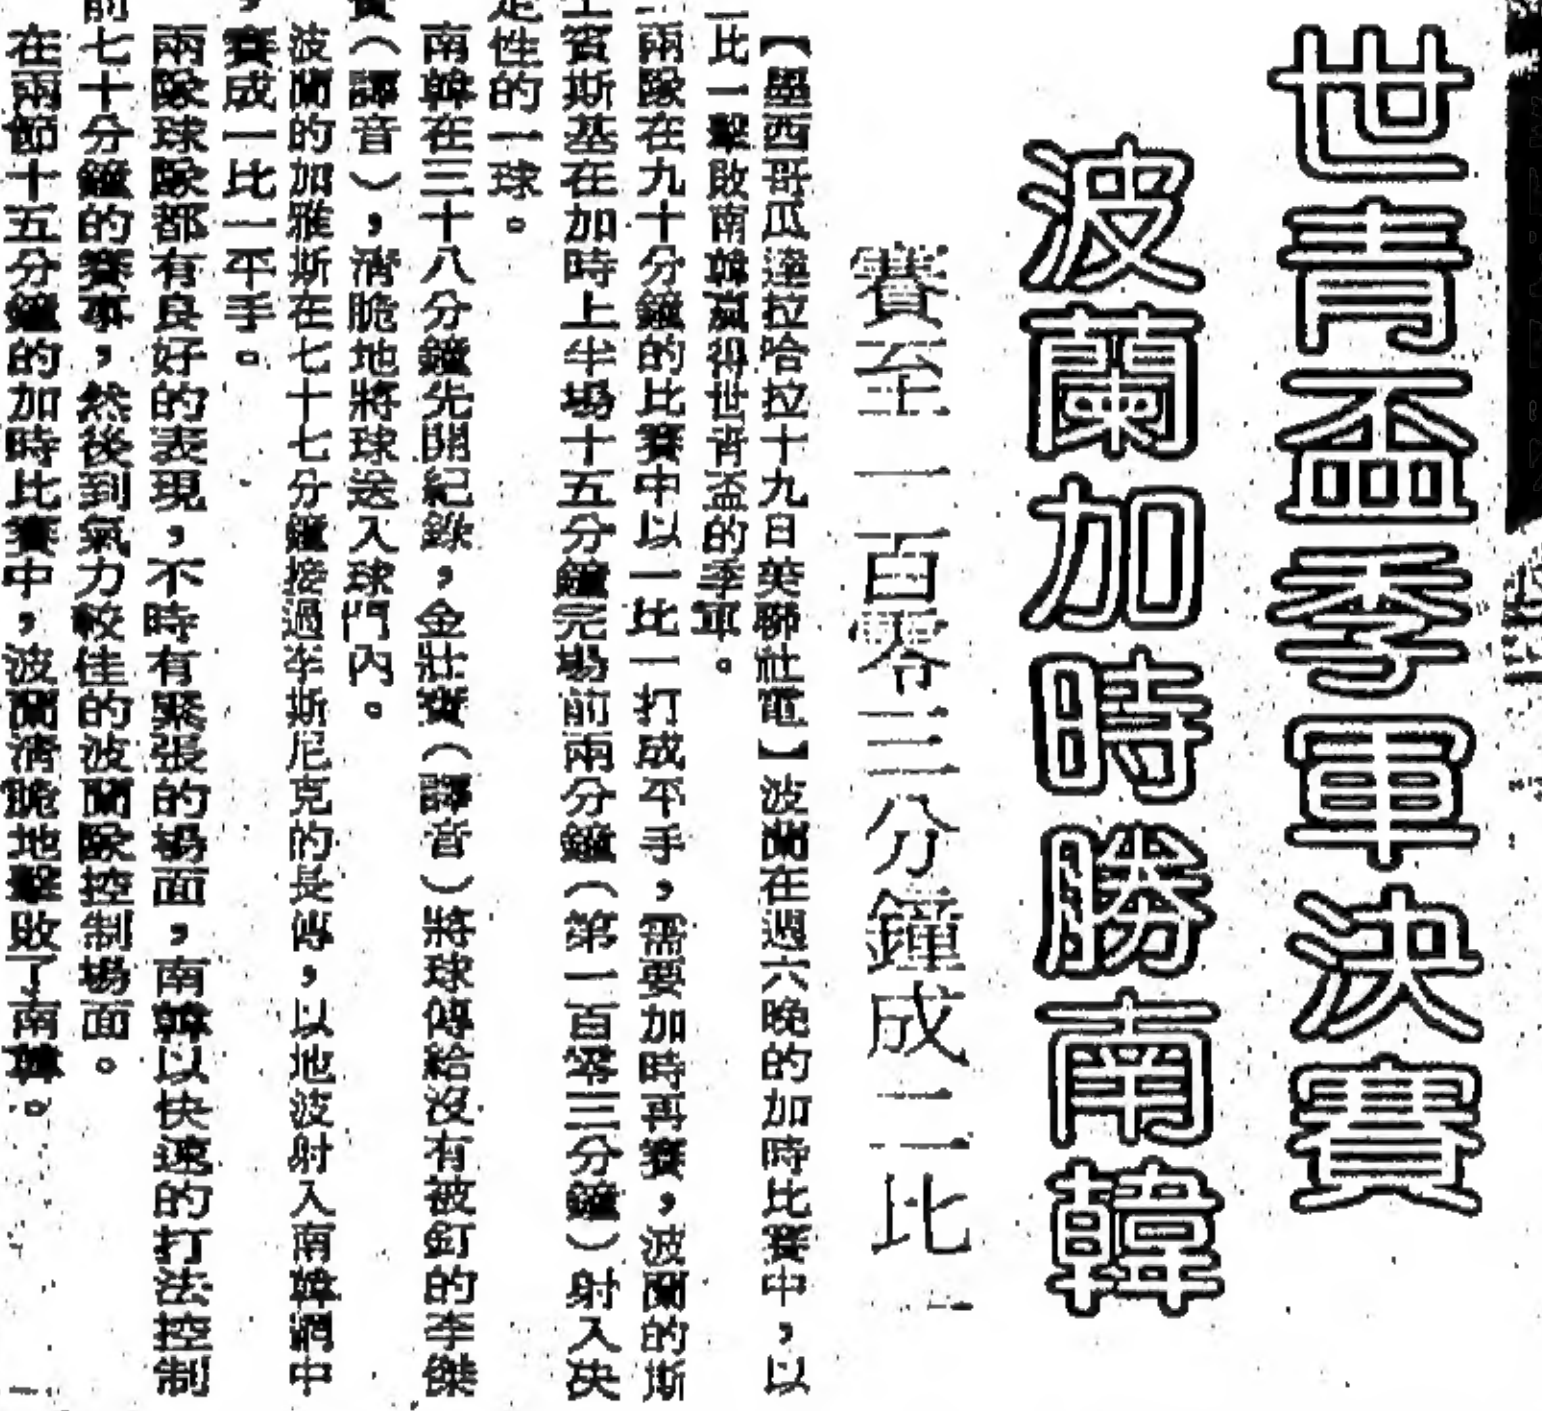 世青盃季軍決賽
波蘭加時勝南韓
賽至一百零三分鐘成二比一
【墨西哥瓜達拉哈拉十九日美聯社電】波蘭在週六晚的加時比賽中，以
二比一擊敗南韓贏得世青盃的季軍。
兩隊在九十分鐘的比賽中以一比一打成平手，需要加時再賽，波蘭的斯
賓斯基在加時上半場十五分鐘完場前兩分鐘（第一百零三分鐘）射入决
定性的一球。
南韓在三十八分鐘先開紀錄，金壯寶（譯音）將球傳給沒有被釘的李傑
寶（譯音），清脆地將球送入球門內。
波蘭的加雅斯在七十七分鐘接過辛斯尼克的長傳，以地波射入南韓網中
，賽成一比一平手。
兩隊球隊都有良好的表現，不時有緊張的場面，南韓以快速的打法控制
前七十分鐘的賽事，然後到氣力較佳的波蘭隊控制場面。
在兩節十五分鐘的加時比賽中，波蘭清脆地擊敗了南韓。